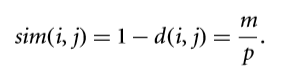 sim(i, j) = 1 − d(i, j) = m/p.